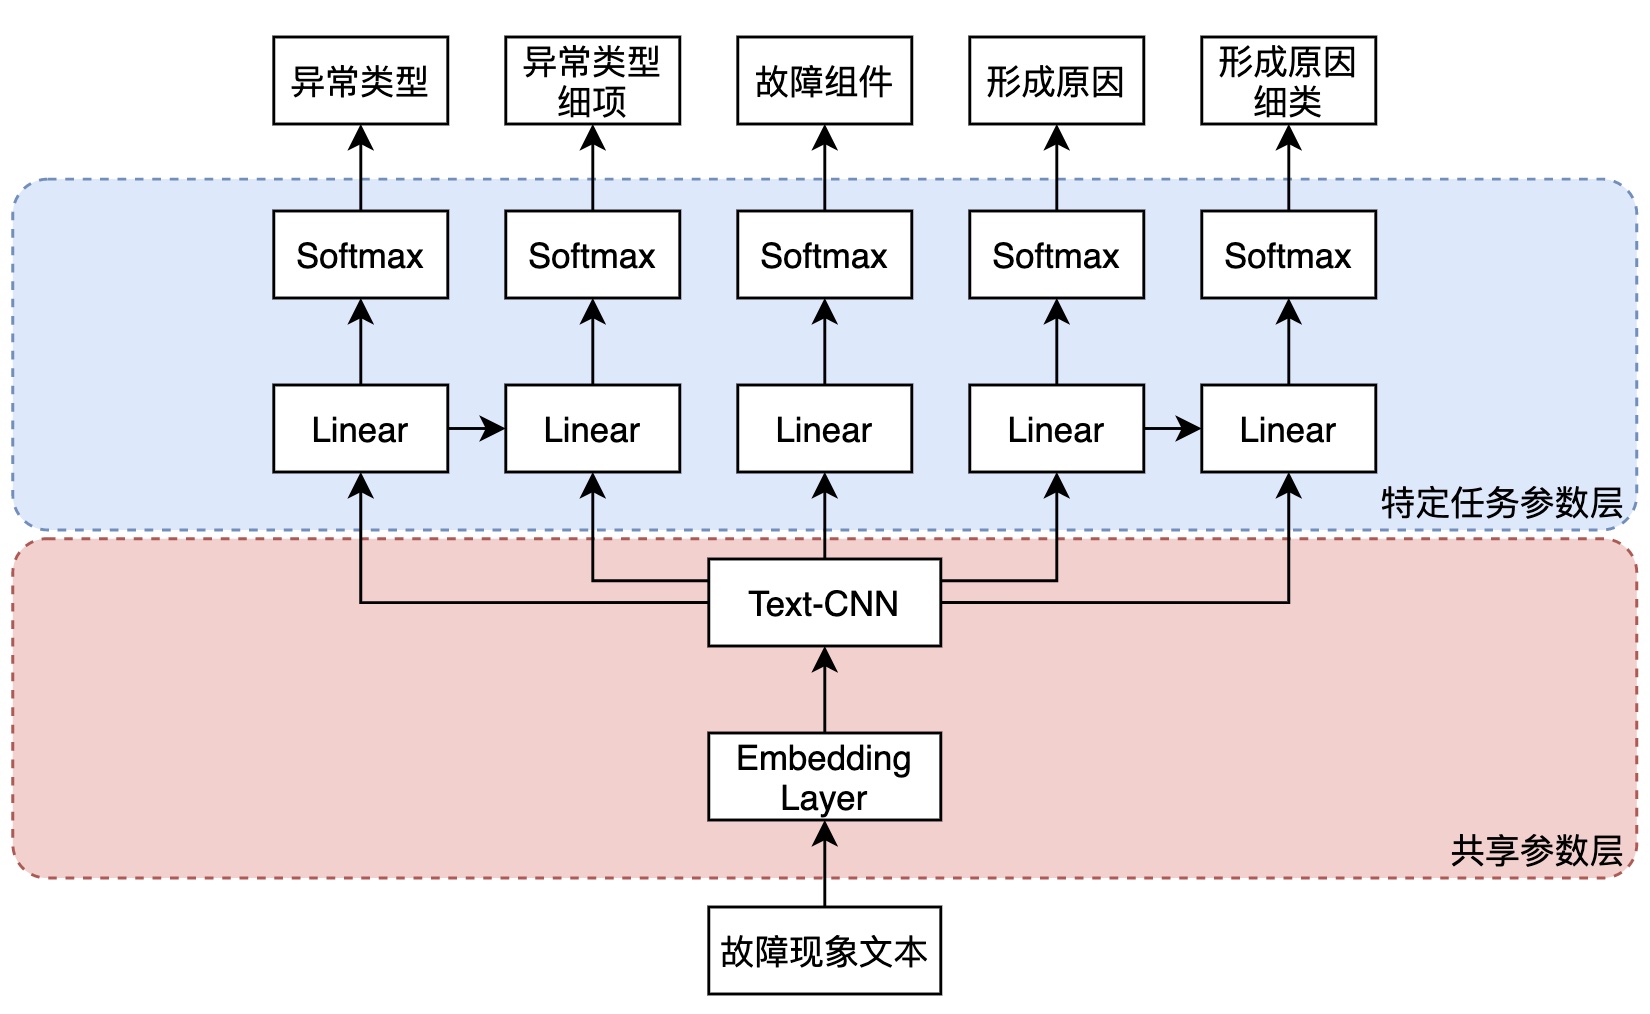 异常类型
异常类型
细项
故障组件
形成原因
形成原因
细类
Softmax
Softmax
Softmax
Softmax
Softmax
Linear
Linear
Linear
Linear
Linear
特定任务参数层
Text-CNN
Embedding
Layer
共享参数层
故障现象文本